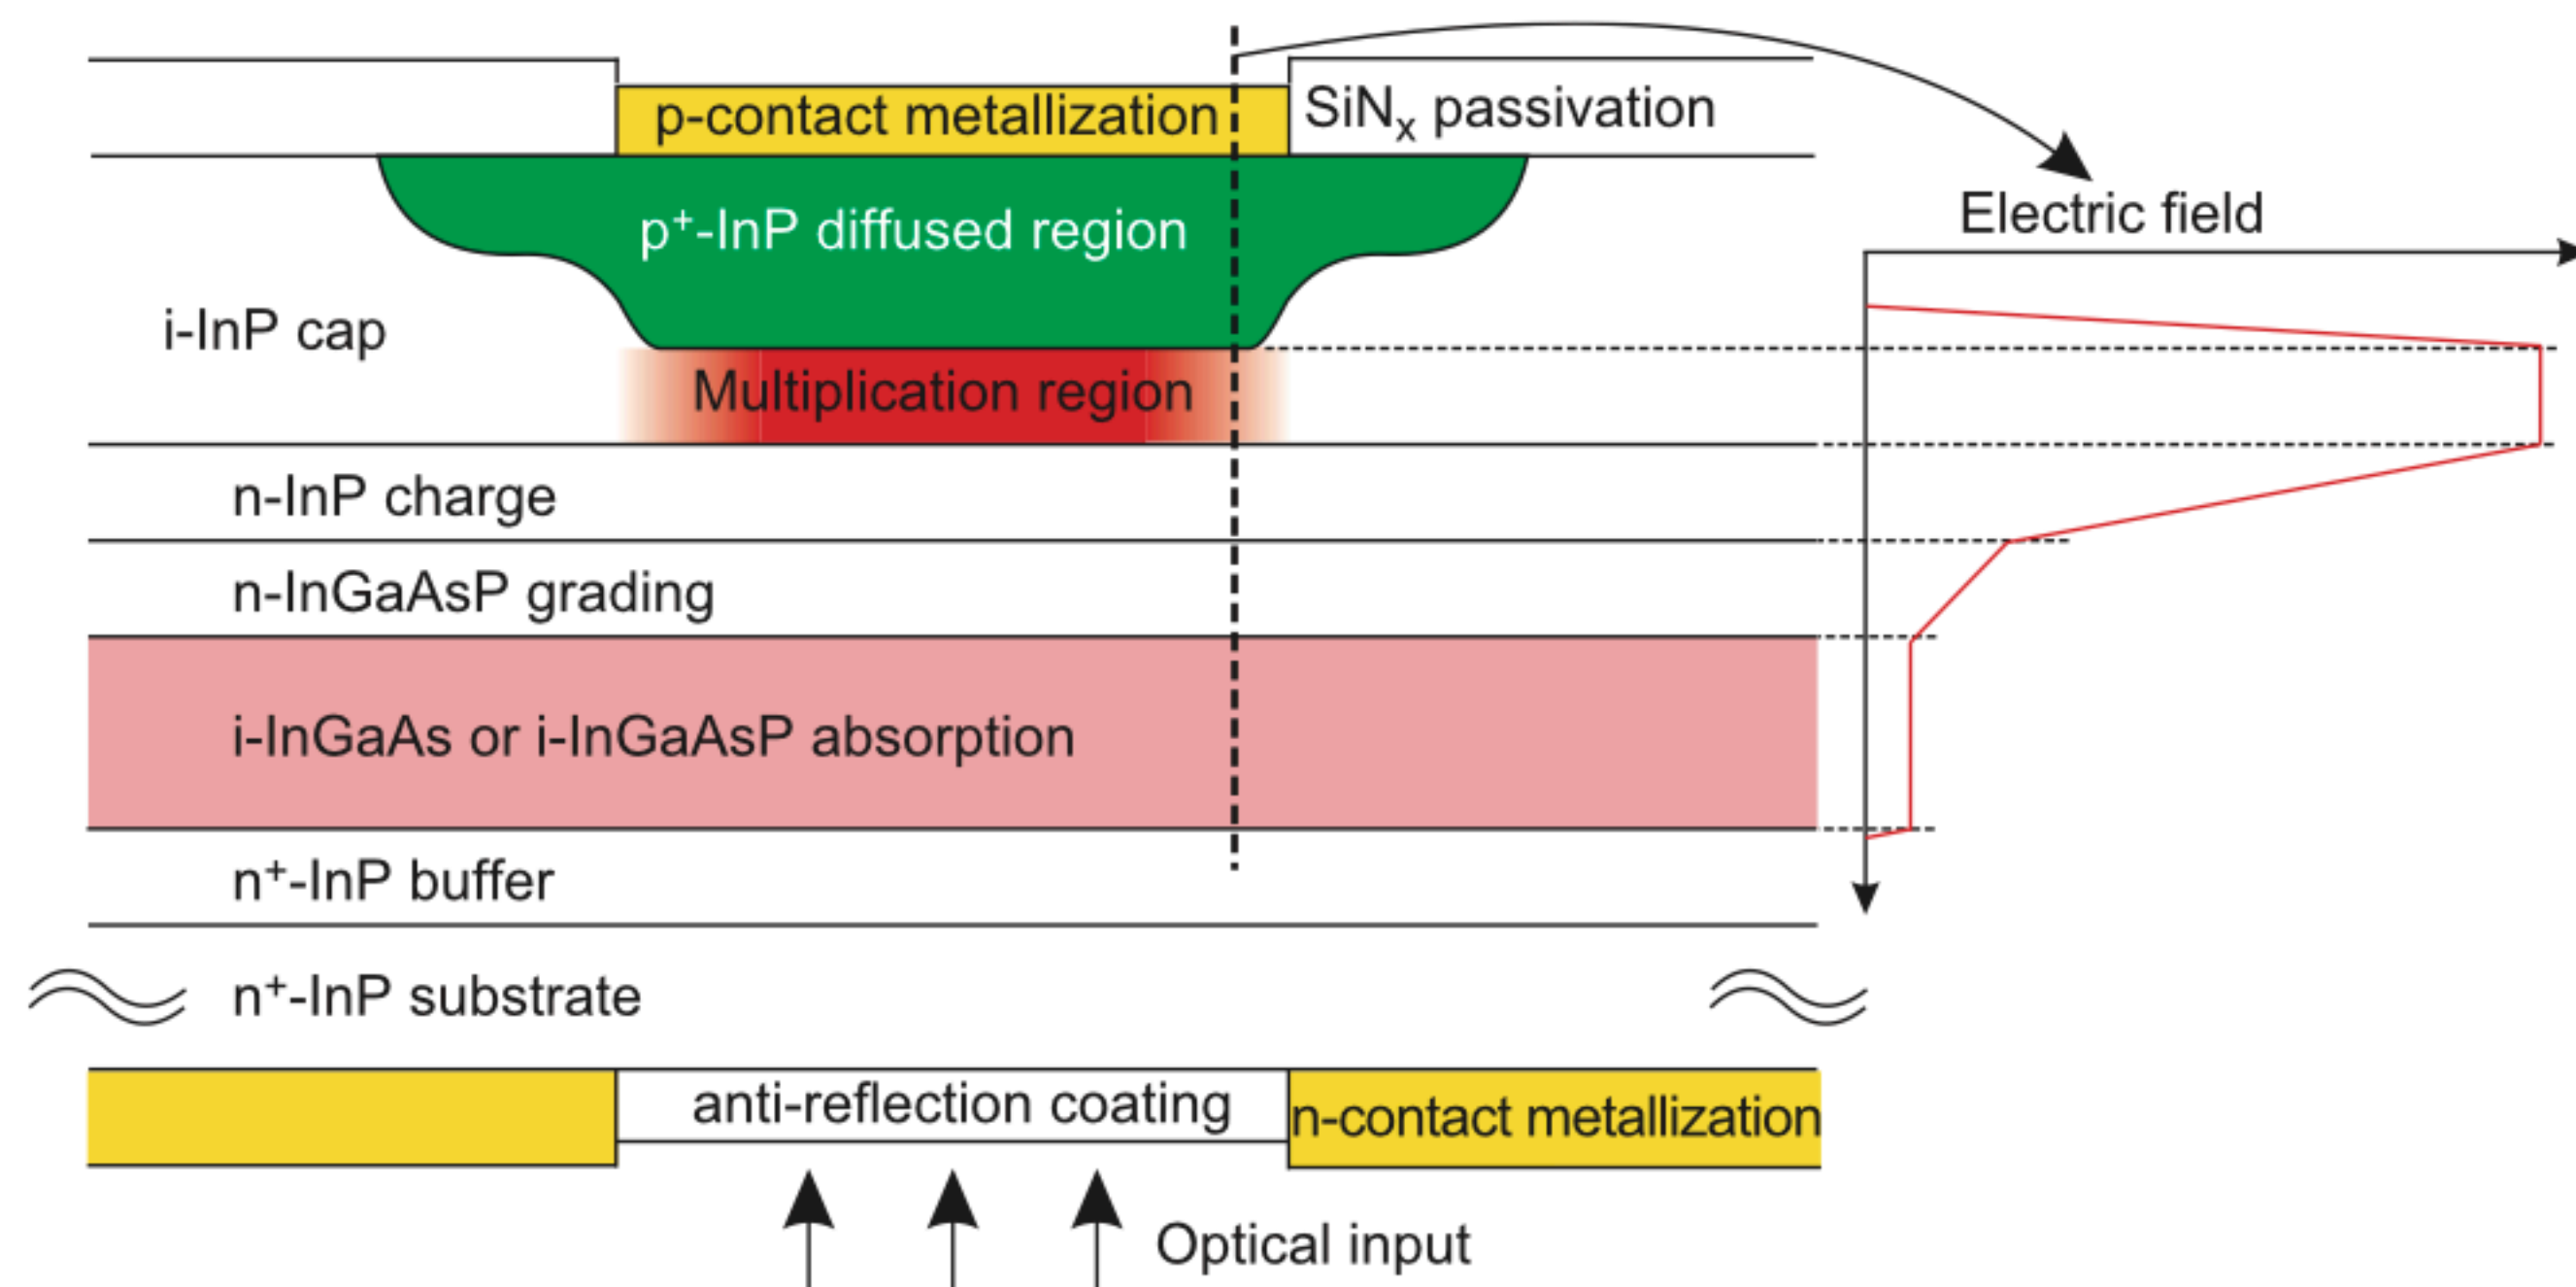 p-contact metallization
SiNx passivation
Electric field
p⁺-InP diffused region
i-InP cap
Multiplication region
n-InP charge
n-InGaAsP grading
i-InGaAs or i-InGaAsP absorption
n⁺-InP buffer
n⁺-InP substrate
anti-reflection coating
n-contact metallization
Optical input